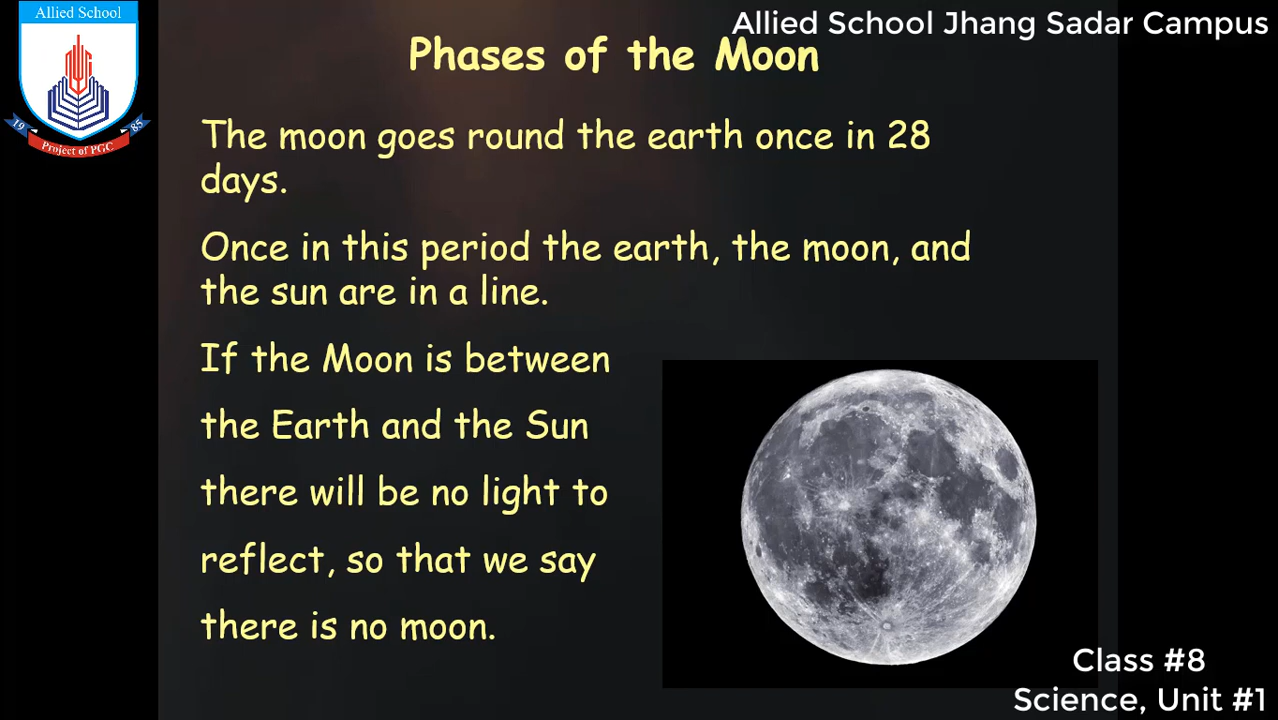 Allied School
19 85
Project of PGC
Allied School Jhang Sadar Campus
Phases of the Moon
The moon goes round the earth once in 28
days.
Once in this period the earth, the moon, and
the sun are in a line.
If the Moon is between
the Earth and the Sun
there will be no light to
reflect, so that we say
there is no moon.
Class #8
Science, Unit #1